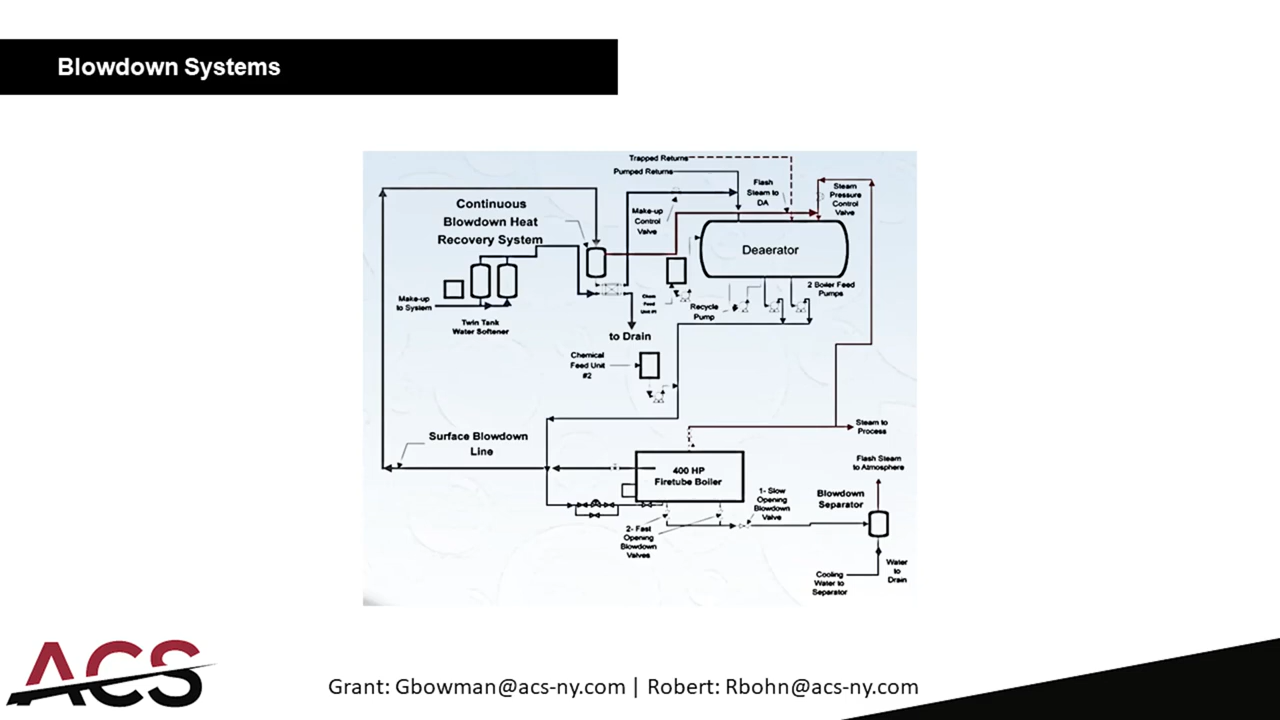 Blowdown Systems
Trapped Returns
Pumped Returns
Flash
Steam to
DA
Steam
Pressure
Control
Valve
Continuous
Blowdown Heat
Recovery System
Make-up
Control
Valve
Deaerator
2 Boiler Feed
Pumps
Make-up
to System
Twin Tank
Water Softener
Chem
Feed
Unit #1
Recycle
Pump
to Drain
Chemical
Feed Unit
#2
Surface Blowdown
Line
Steam to
Process
400 HP
Firetube Boiler
Flash Steam
to Atmosphere
1- Slow
Opening
Blowdown
Valve
Blowdown
Separator
2- Fast
Opening
Blowdown
Valves
Cooling
Water to
Separator
Water
to
Drain
ACS
Grant: Gbowman@acs-ny.com | Robert: Rbohn@acs-ny.com